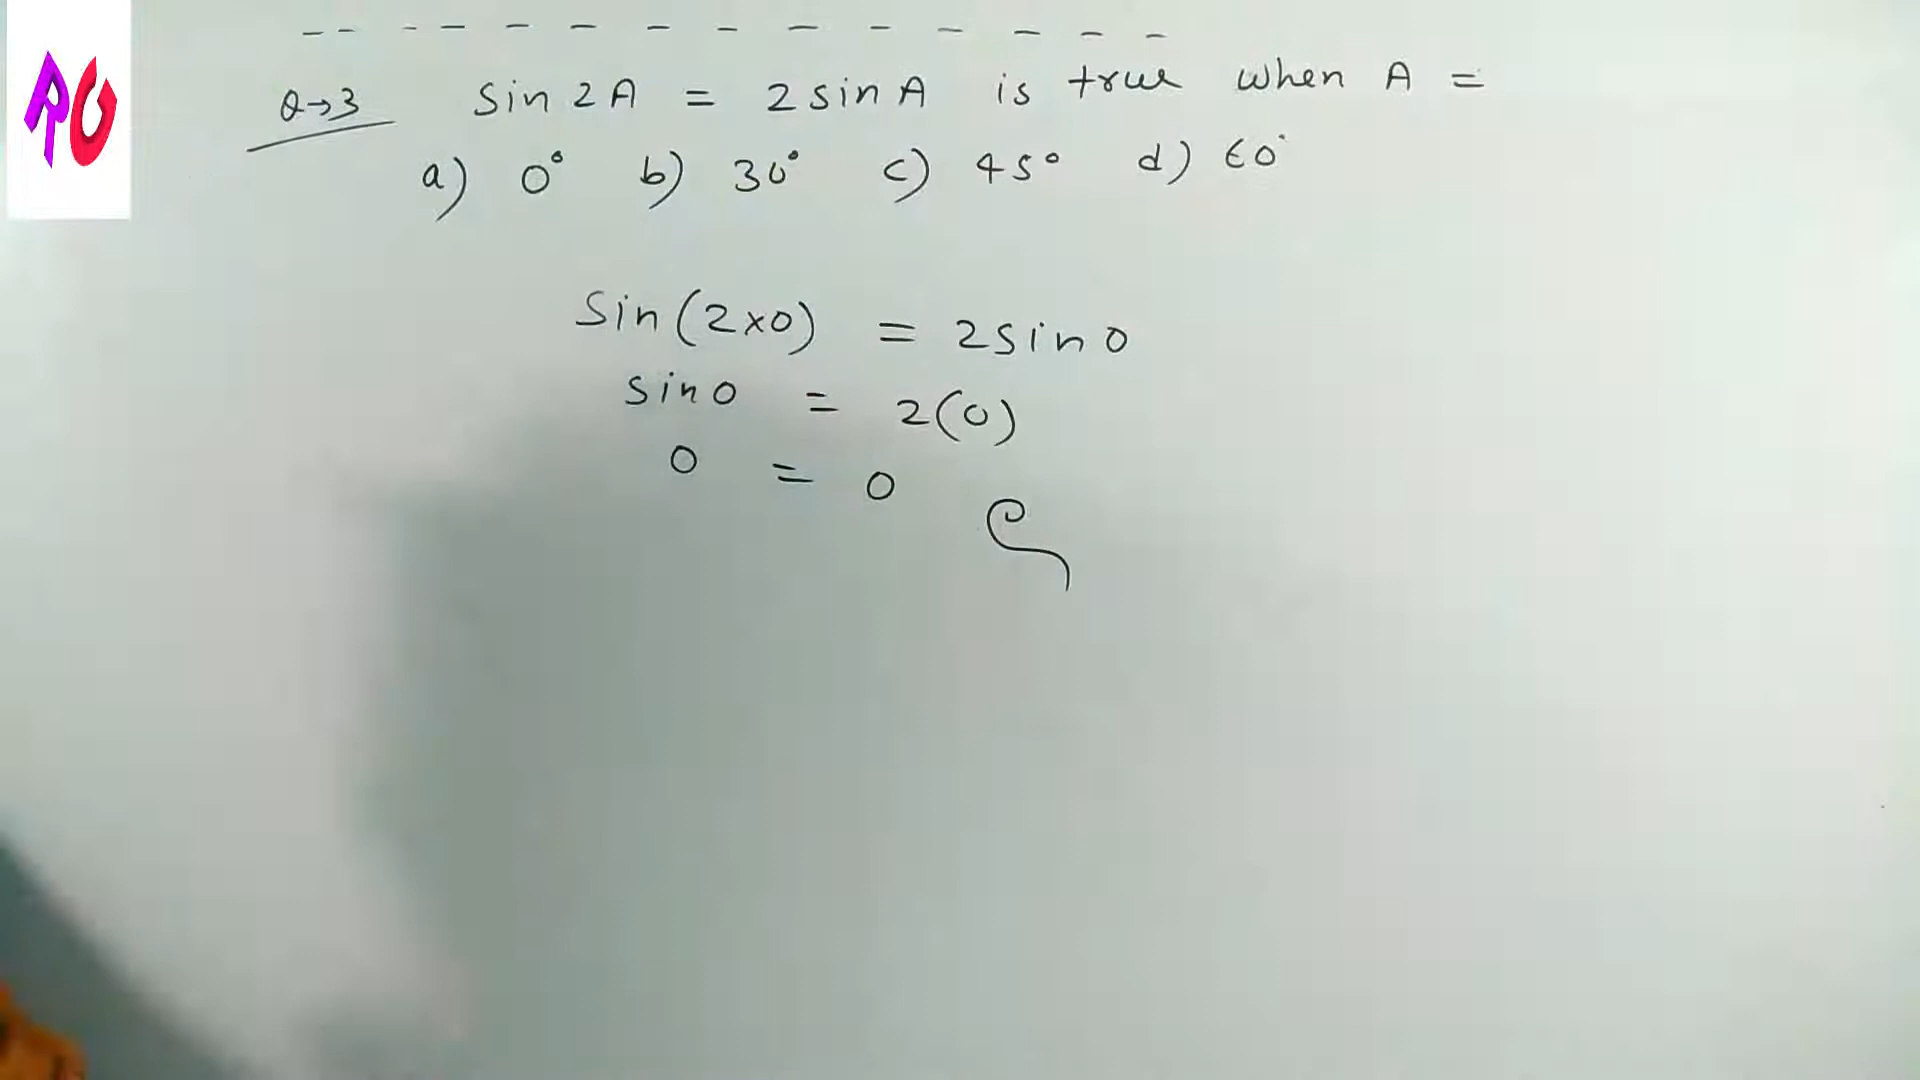 Q→3 Sin 2A = 2 sin A is true when A =
a) 0° b) 30° c) 45° d) 60°
Sin (2×0) = 2 sin 0
sin 0 = 2(0)
0 = 0